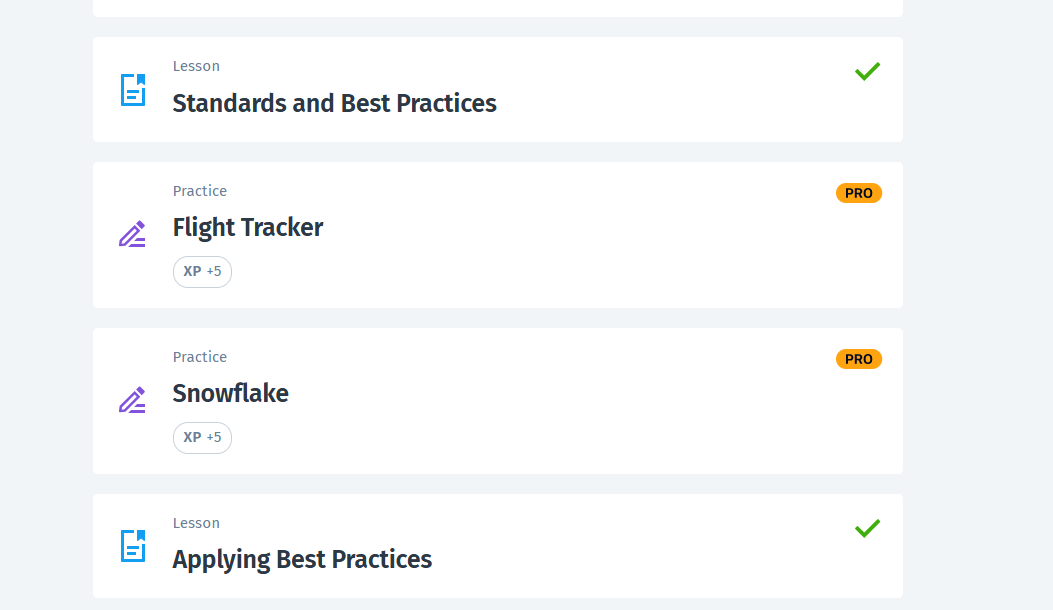 Lesson
Standards and Best Practices
Practice
PRO
Flight Tracker
XP +5
Practice
PRO
Snowflake
XP +5
Lesson
Applying Best Practices